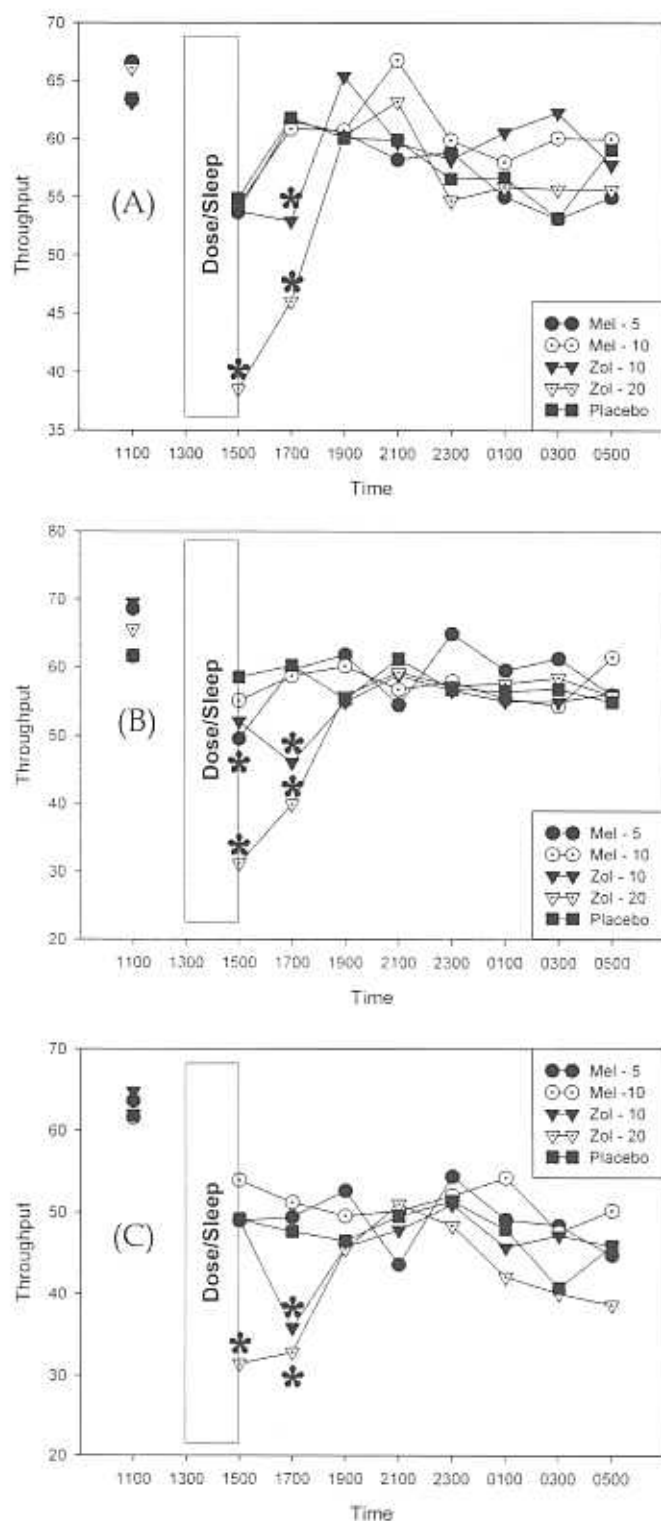 70
65
60
55
50
45
40
35
Throughput
(A)
Dose/Sleep
*
*
*
Mel - 5
Mel - 10
Zol - 10
Zol - 20
Placebo
1100 1300 1500 1700 1900 2100 2300 0100 0300 0500
Time
80
70
60
50
40
30
20
Throughput
(B)
Dose/Sleep
*
*
*
*
Mel - 5
Mel - 10
Zol - 10
Zol - 20
Placebo
1100 1300 1500 1700 1900 2100 2300 0100 0300 0500
Time
70
60
50
40
30
20
Throughput
(C)
Dose/Sleep
*
*
*
Mel - 5
Mel -10
Zol - 10
Zol - 20
Placebo
1100 1300 1500 1700 1900 2100 2300 0100 0300 0500
Time